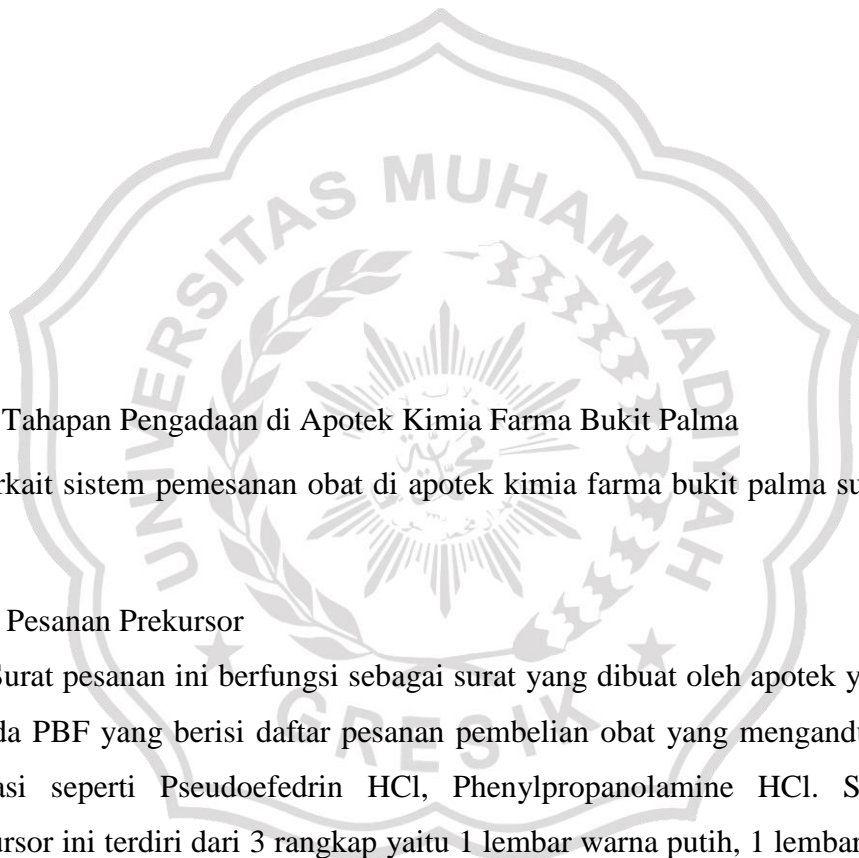 UNIVERSITAS MUHAMMADIYAH
GRESIK
Tahapan Pengadaan di Apotek Kimia Farma Bukit Palma
rkait sistem pemesanan obat di apotek kimia farma bukit palma su
Pesanan Prekursor
Surat pesanan ini berfungsi sebagai surat yang dibuat oleh apotek y
da PBF yang berisi daftar pesanan pembelian obat yang mengandu
asi seperti Pseudoefedrin HCl, Phenylpropanolamine HCl. S
ursor ini terdiri dari 3 rangkap yaitu 1 lembar warna putih, 1 lembar